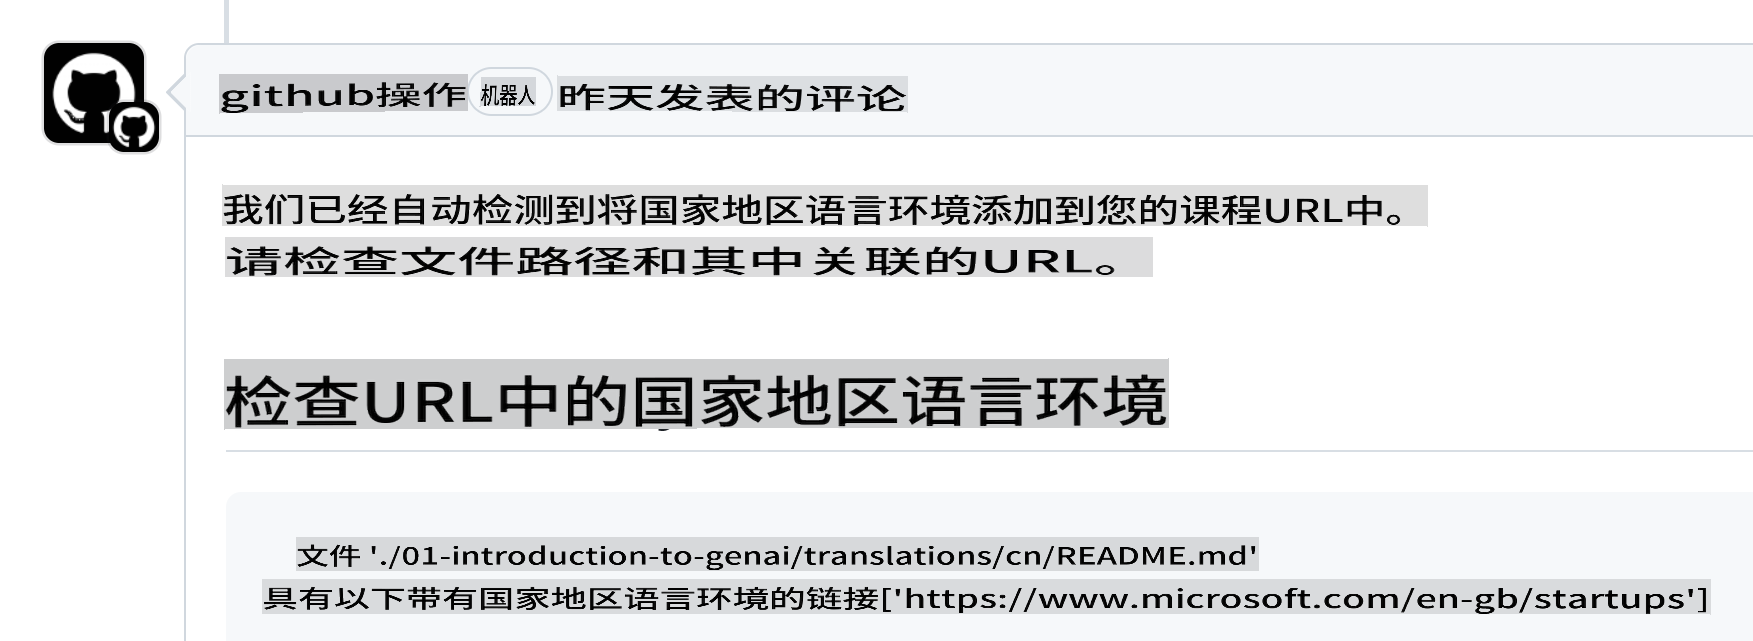 github操作 机器人 昨天发表的评论
我们已经自动检测到将国家地区语言环境添加到您的课程URL中。
请检查文件路径和其中关联的URL。
检查URL中的国家地区语言环境
文件 './01-introduction-to-genai/translations/cn/README.md'
具有以下带有国家地区语言环境的链接['https://www.microsoft.com/en-gb/startups']